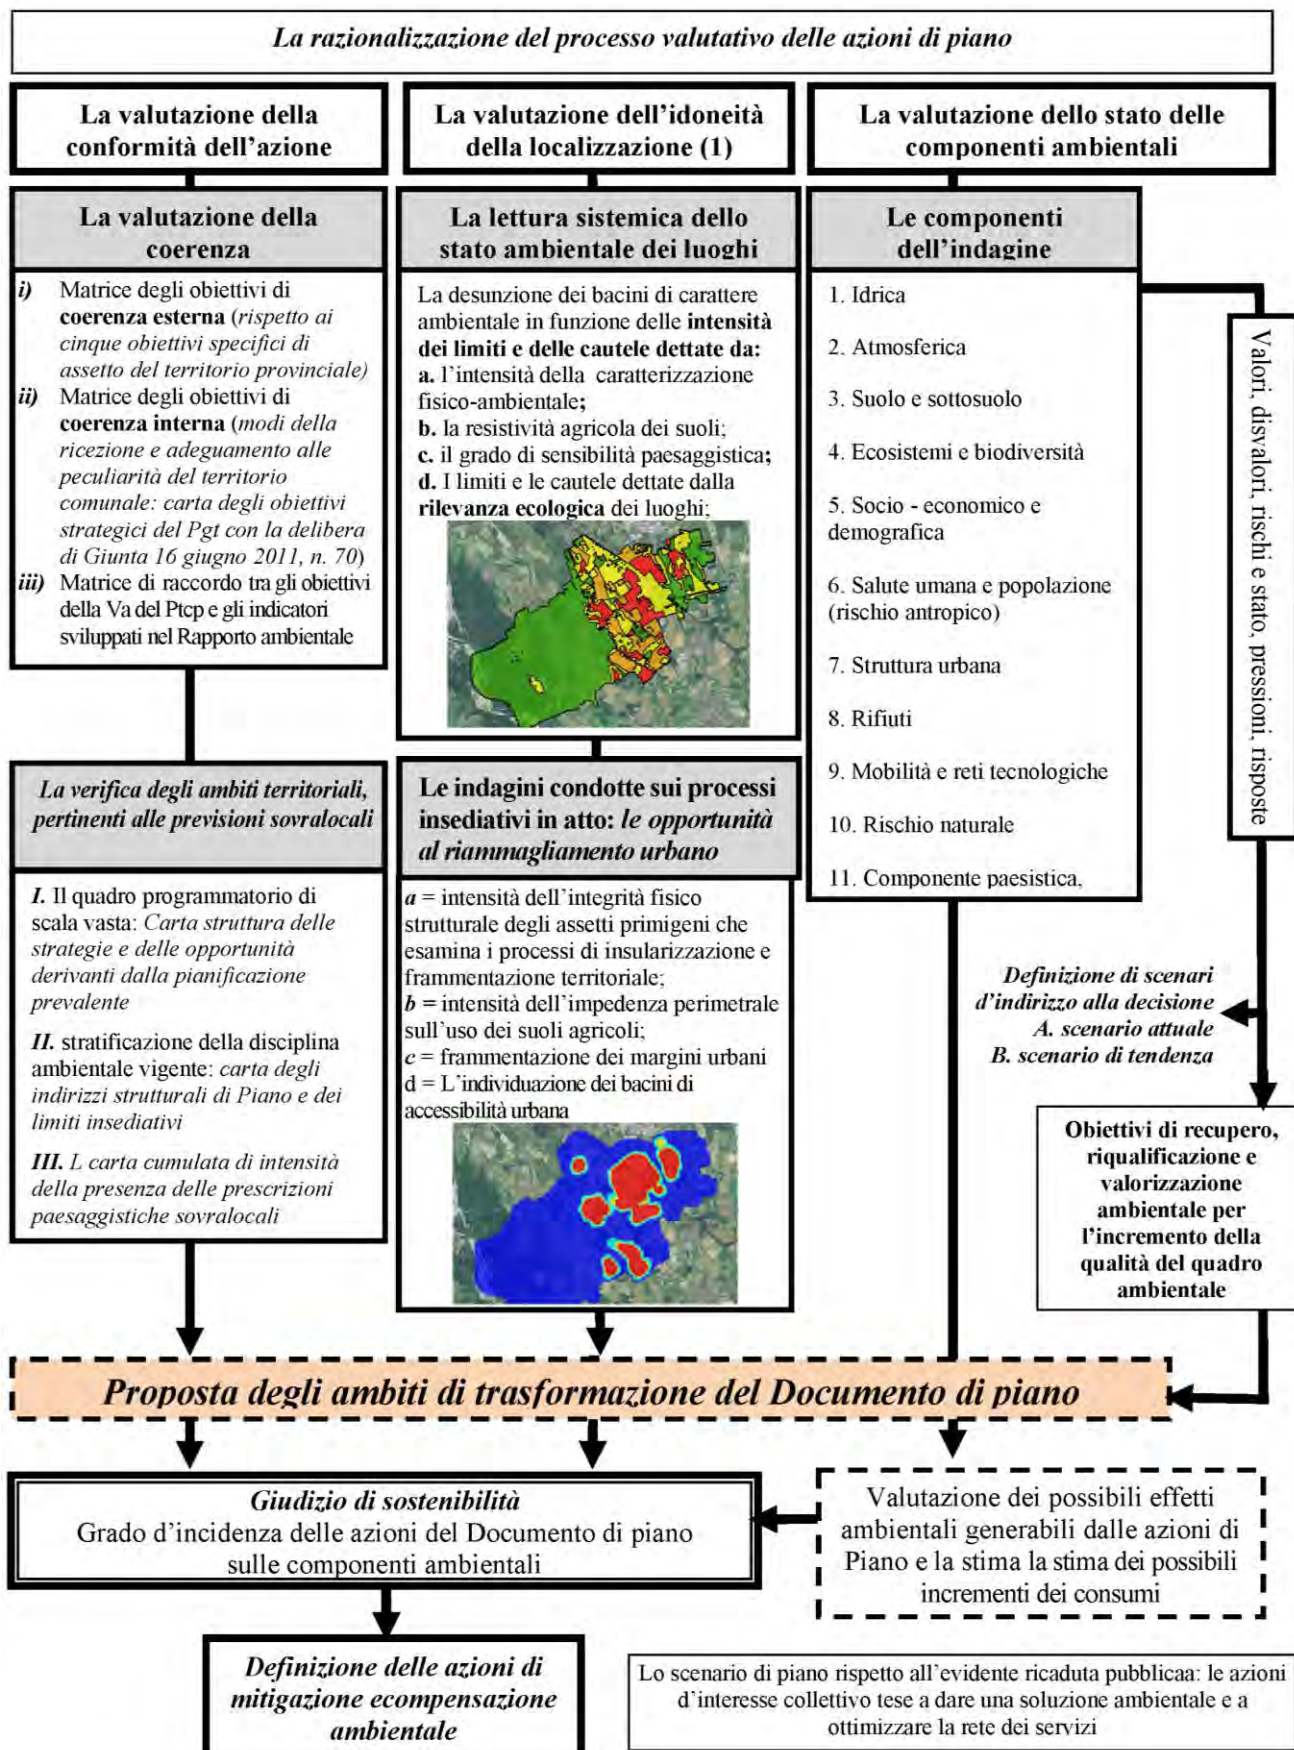 La razionalizzazione del processo valutativo delle azioni di piano
La valutazione della
conformità dell’azione
La valutazione dell’idoneità
della localizzazione (1)
La valutazione dello stato delle
componenti ambientali
La valutazione della
coerenza
i) Matrice degli obiettivi di
coerenza esterna (rispetto ai
cinque obiettivi specifici di
assetto del territorio provinciale)
ii) Matrice degli obiettivi di
coerenza interna (modi della
ricezione e adeguamento alle
peculiarità del territorio
comunale: carta degli obiettivi
strategici del Pgt con la delibera
di Giunta 16 giugno 2011, n. 70)
iii) Matrice di raccordo tra gli obiettivi
della Va del Ptcp e gli indicatori
sviluppati nel Rapporto ambientale
La lettura sistemica dello
stato ambientale dei luoghi
La desunzione dei bacini di carattere
ambientale in funzione delle intensità
dei limiti e delle cautele dettate da:
a. l’intensità della caratterizzazione
fisico-ambientale;
b. la resistività agricola dei suoli;
c. il grado di sensibilità paesaggistica;
d. I limiti e le cautele dettate dalla
rilevanza ecologica dei luoghi;
Le componenti
dell’indagine
1. Idrica
2. Atmosferica
3. Suolo e sottosuolo
4. Ecosistemi e biodiversità
5. Socio - economico e
demografica
6. Salute umana e popolazione
(rischio antropico)
7. Struttura urbana
8. Rifiuti
9. Mobilità e reti tecnologiche
10. Rischio naturale
11. Componente paesistica,
Valori, disvalori, rischi e stato, pressioni, risposte
La verifica degli ambiti territoriali,
pertinenti alle previsioni sovralocali
I. Il quadro programmatorio di
scala vasta: Carta struttura delle
strategie e delle opportunità
derivanti dalla pianificazione
prevalente
II. stratificazione della disciplina
ambientale vigente: carta degli
indirizzi strutturali di Piano e dei
limiti insediativi
III. L carta cumulata di intensità
della presenza delle prescrizioni
paesaggistiche sovralocali
Le indagini condotte sui processi
insediativi in atto: le opportunità
al riammagliamento urbano
a = intensità dell’integrità fisico
strutturale degli assetti primigeni che
esamina i processi di insularizzazione e
frammentazione territoriale;
b = intensità dell’impedenza perimetrale
sull’uso dei suoli agricoli;
c = frammentazione dei margini urbani
d = L’individuazione dei bacini di
accessibilità urbana
Definizione di scenari
d’indirizzo alla decisione
A. scenario attuale
B. scenario di tendenza
Obiettivi di recupero,
riqualificazione e
valorizzazione
ambientale per
l’incremento della
qualità del quadro
ambientale
Proposta degli ambiti di trasformazione del Documento di piano
Giudizio di sostenibilità
Grado d’incidenza delle azioni del Documento di piano
sulle componenti ambientali
Valutazione dei possibili effetti
ambientali generabili dalle azioni di
Piano e la stima la stima dei possibili
incrementi dei consumi
Definizione delle azioni di
mitigazione ecompensazione
ambientale
Lo scenario di piano rispetto all’evidente ricaduta pubblicaa: le azioni
d’interesse collettivo tese a dare una soluzione ambientale e a
ottimizzare la rete dei servizi